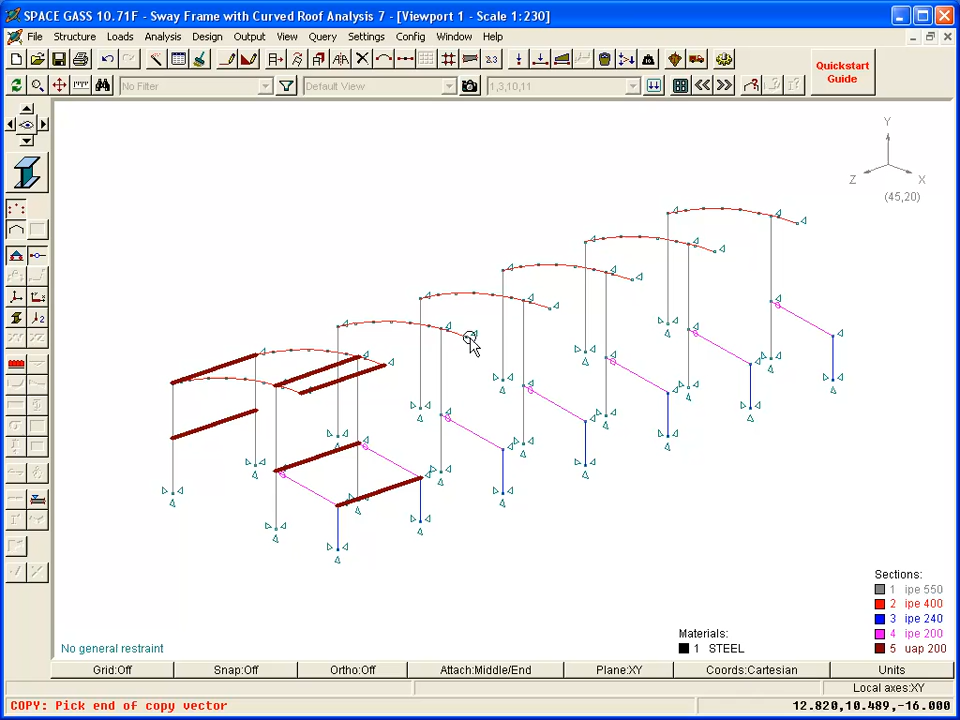 SPACE GASS 10.71F - Sway Frame with Curved Roof Analysis 7 - [Viewport 1 - Scale 1:230]
File Structure Loads Analysis Design Output View Query Settings Config Window Help
2.3
Quickstart
Guide
No Filter Default View 1,3,10,11
Y
Z X
(45,20)
Sections:
1 ipe 550
2 ipe 400
3 ipe 240
4 ipe 200
5 uap 200
Materials:
1 STEEL
No general restraint
Grid:Off Snap:Off Ortho:Off Attach:Middle/End Plane:XY Coords:Cartesian Units
Local axes:XY
COPY: Pick end of copy vector 12.820,10.489,-16.000